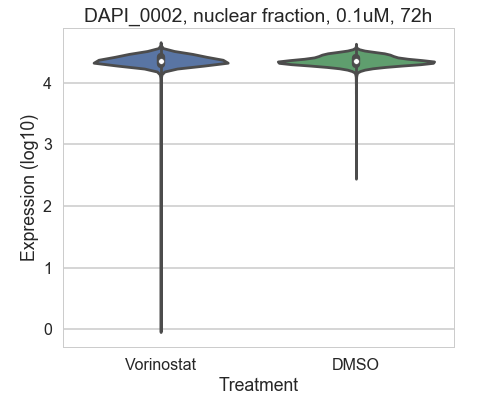 DAPI_0002, nuclear fraction, 0.1uM, 72h
Expression (log10)
4
3
2
1
0
Vorinostat
DMSO
Treatment